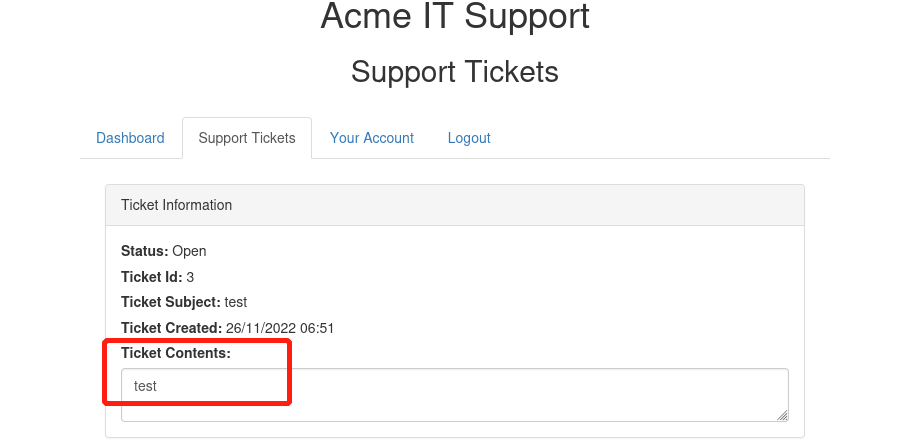 Acme IT Support
Support Tickets
Dashboard Support Tickets Your Account Logout
Ticket Information
Status: Open
Ticket Id: 3
Ticket Subject: test
Ticket Created: 26/11/2022 06:51
Ticket Contents:
test